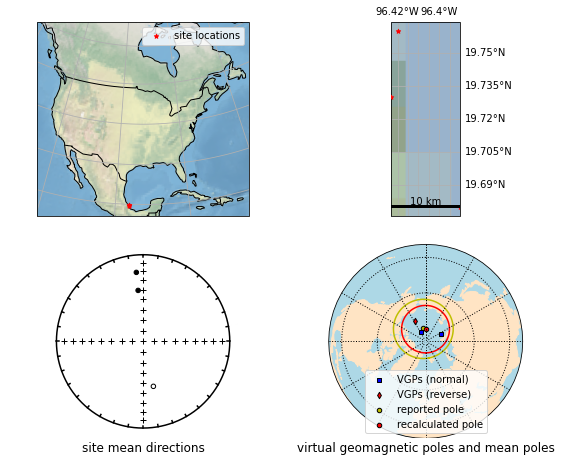 site locations
96.42°W 96.4°W
19.75°N
19.735°N
19.72°N
19.705°N
19.69°N
10 km
VGPs (normal)
VGPs (reverse)
reported pole
recalculated pole
site mean directions
virtual geomagnetic poles and mean poles